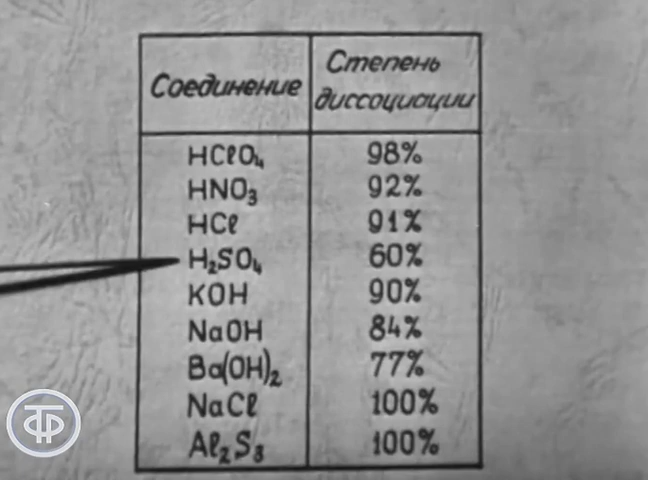 Соединение Степень диссоциации
HClO₄ 98%
HNO₃ 92%
HCl 91%
H₂SO₄ 60%
KOH 90%
NaOH 84%
Ba(OH)₂ 77%
NaCl 100%
Al₂S₃ 100%